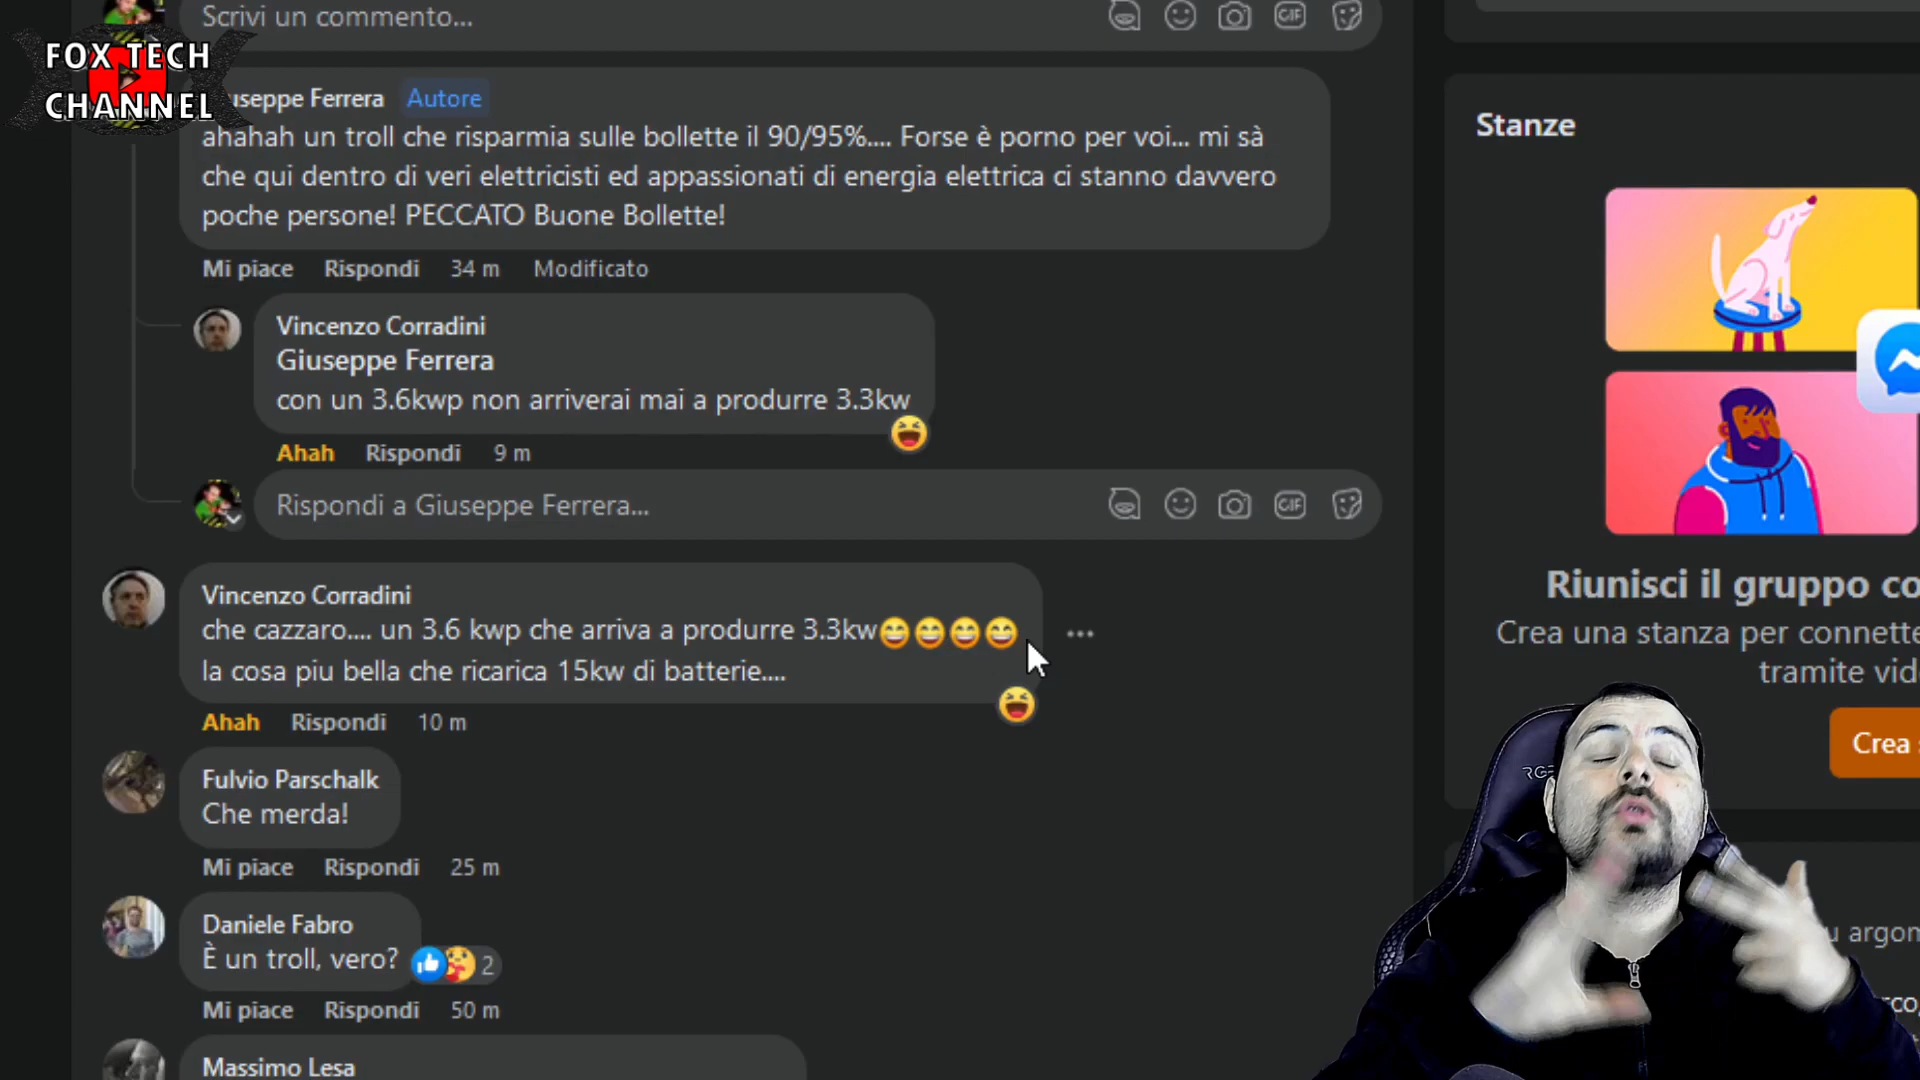 Scrivi un commento...
FOX TECH
CHANNEL
useppe Ferrera Autore
ahahah un troll che risparmia sulle bollette il 90/95%.... Forse è porno per voi... mi sà
che qui dentro di veri elettricisti ed appassionati di energia elettrica ci stanno davvero
poche persone! PECCATO Buone Bollette!
Mi piace Rispondi 34 m Modificato
Vincenzo Corradini
Giuseppe Ferrera
con un 3.6kwp non arriverai mai a produrre 3.3kw
Ahah Rispondi 9 m
Rispondi a Giuseppe Ferrera...
GIF
Vincenzo Corradini
che cazzaro.... un 3.6 kwp che arriva a produrre 3.3kw😄😄😄😄
la cosa piu bella che ricarica 15kw di batterie....
Ahah Rispondi 10 m
Fulvio Parschalk
Che merda!
Mi piace Rispondi 25 m
Daniele Fabro
È un troll, vero?
2
Mi piace Rispondi 50 m
Massimo Lesa
GIF
Stanze
Riunisci il gruppo co
Crea una stanza per connette
tramite vid
Crea
u argom